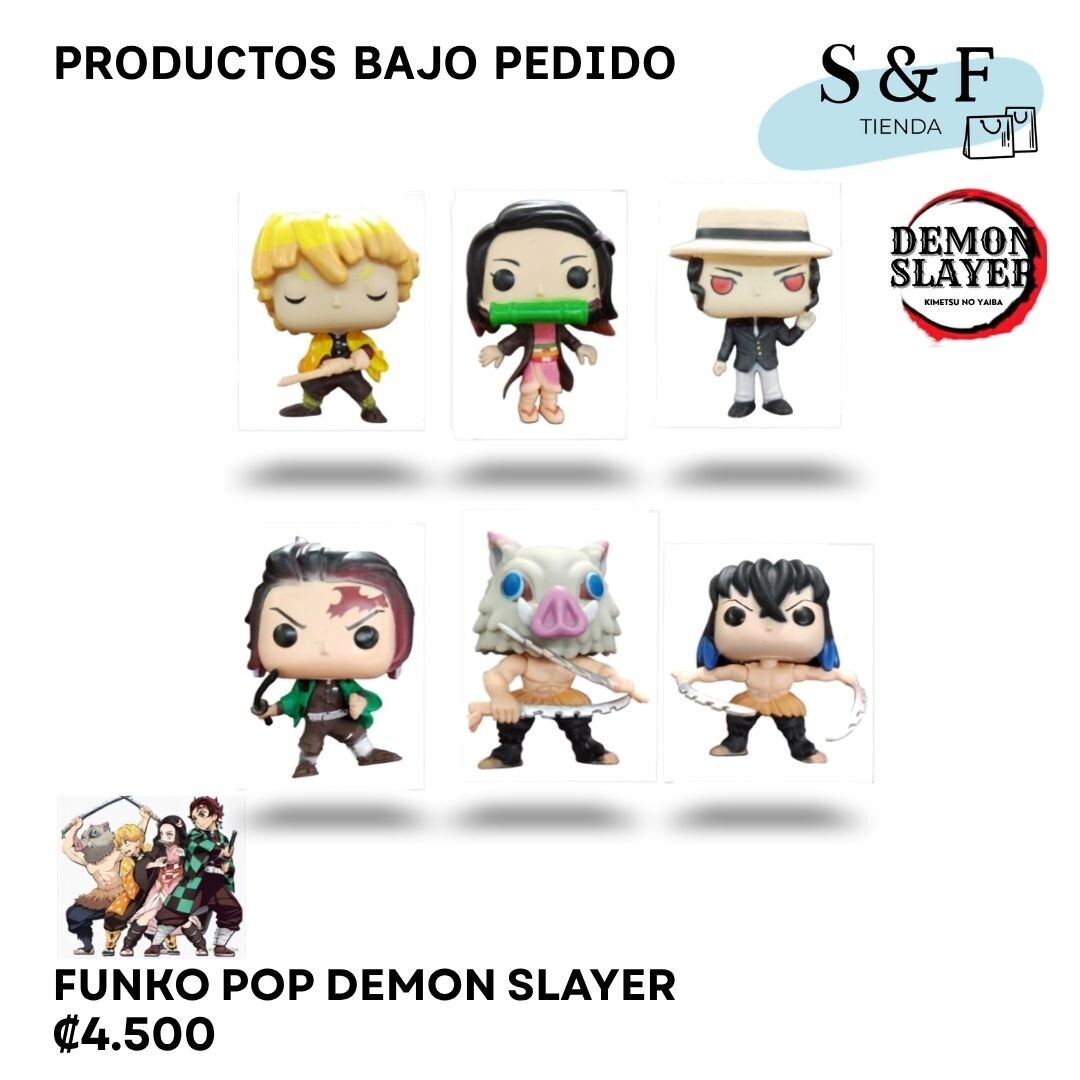 PRODUCTOS BAJO PEDIDO
S & F
TIENDA
DEMON
SLAYER
KIMETSU NO YAIBA
FUNKO POP DEMON SLAYER
₡4.500